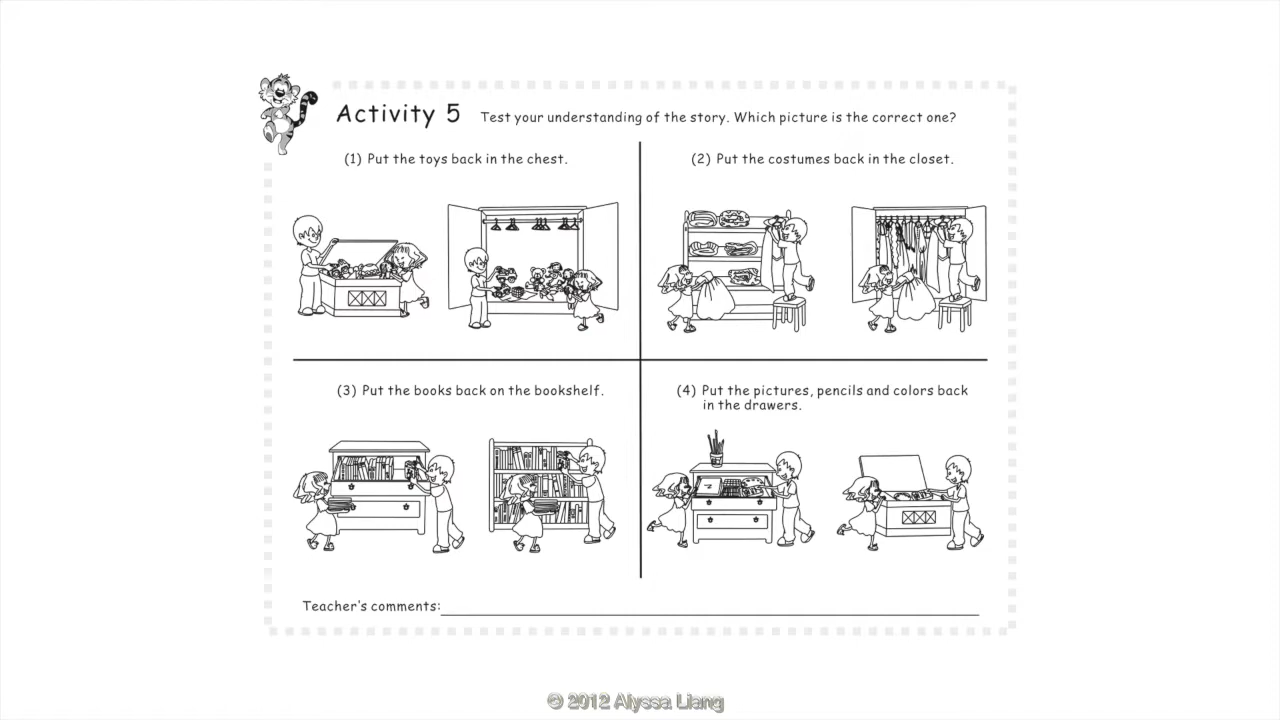 Activity 5 Test your understanding of the story. Which picture is the correct one?
(1) Put the toys back in the chest.
(2) Put the costumes back in the closet.
(3) Put the books back on the bookshelf.
(4) Put the pictures, pencils and colors back
in the drawers.
Teacher's comments:
© 2012 Alyssa Liang